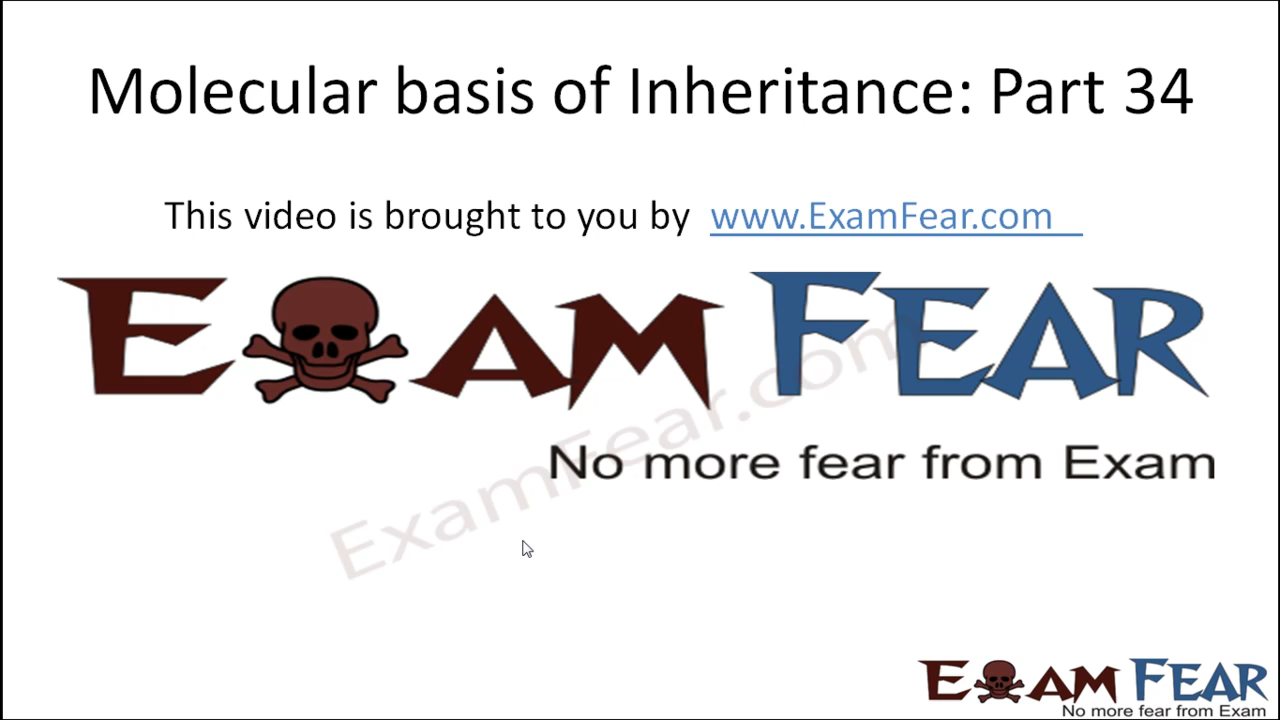 Molecular basis of Inheritance: Part 34
This video is brought to you by www.ExamFear.com
EXAM FEAR
No more fear from Exam
ExamFear.com
EXAM FEAR
No more fear from Exam